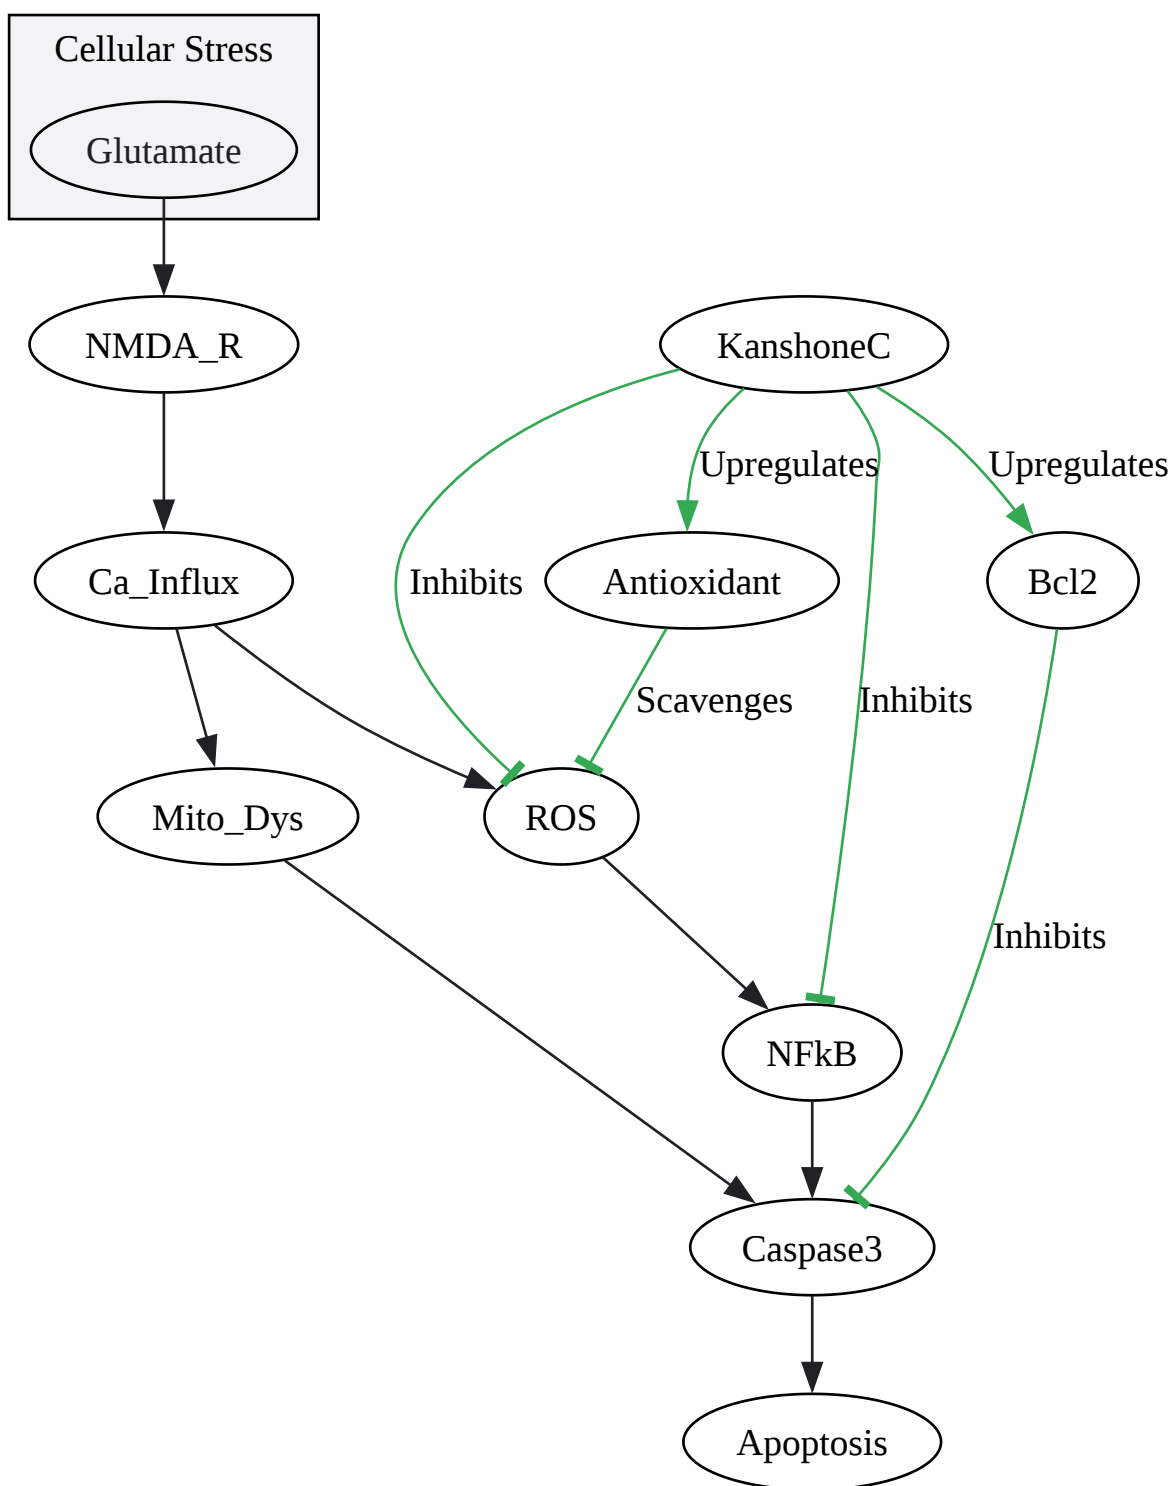 Cellular Stress
Glutamate
NMDA_R
KanshoneC
Upregulates
Upregulates
Ca_Influx
Inhibits
Antioxidant
Bcl2
Scavenges
Inhibits
Mito_Dys
ROS
Inhibits
NFkB
Caspase3
Apoptosis